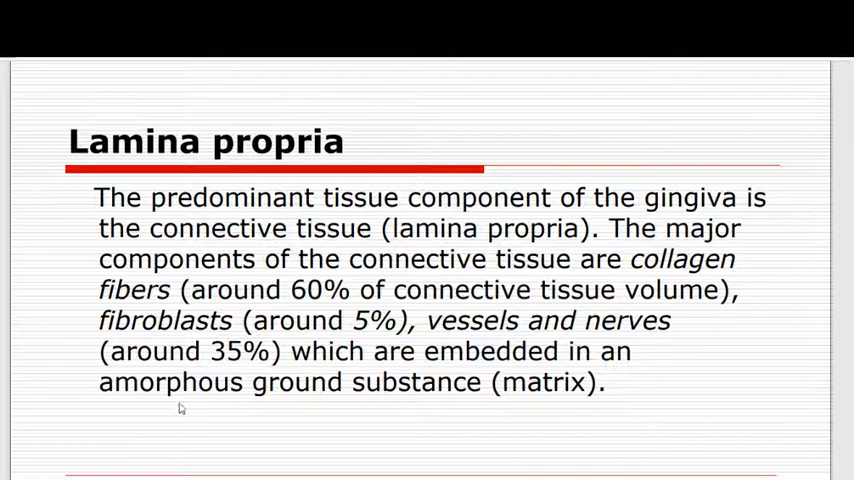 Lamina propria
The predominant tissue component of the gingiva is
the connective tissue (lamina propria). The major
components of the connective tissue are collagen
fibers (around 60% of connective tissue volume),
fibroblasts (around 5%), vessels and nerves
(around 35%) which are embedded in an
amorphous ground substance (matrix).